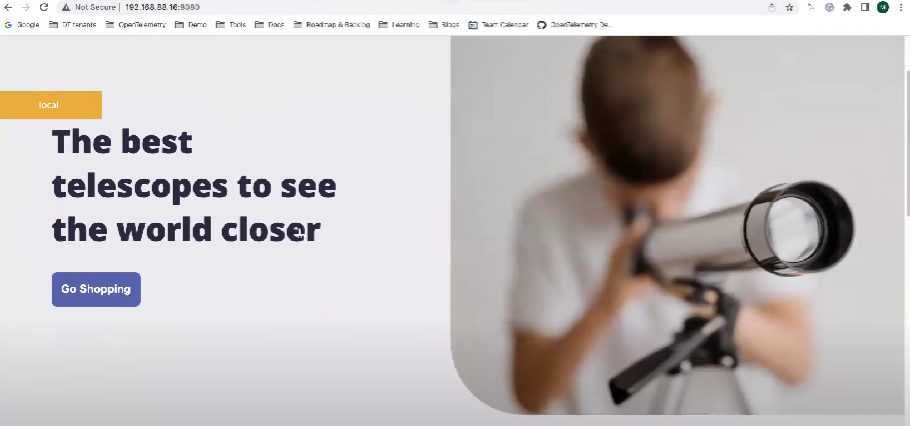 Not Secure | 192.168.88.16:8080
Google DT tenants OpenTelemetry Demo Tools Docs Roadmap & Backlog Learning Blogs Team Calendar OpenTelemetry De...
local
The best
telescopes to see
the world closer
Go Shopping